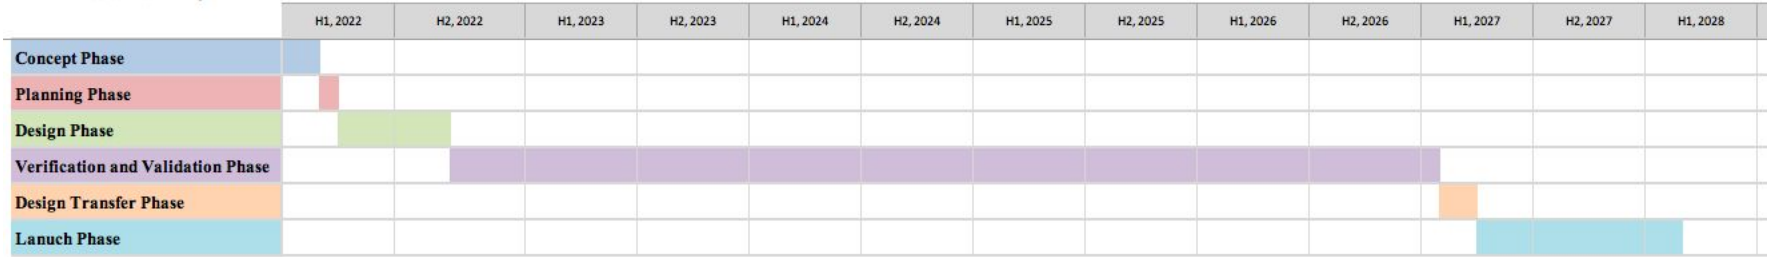 H1, 2022 H2, 2022 H1, 2023 H2, 2023 H1, 2024 H2, 2024 H1, 2025 H2, 2025 H1, 2026 H2, 2026 H1, 2027 H2, 2027 H1, 2028
Concept Phase
Planning Phase
Design Phase
Verification and Validation Phase
Design Transfer Phase
Lanuch Phase